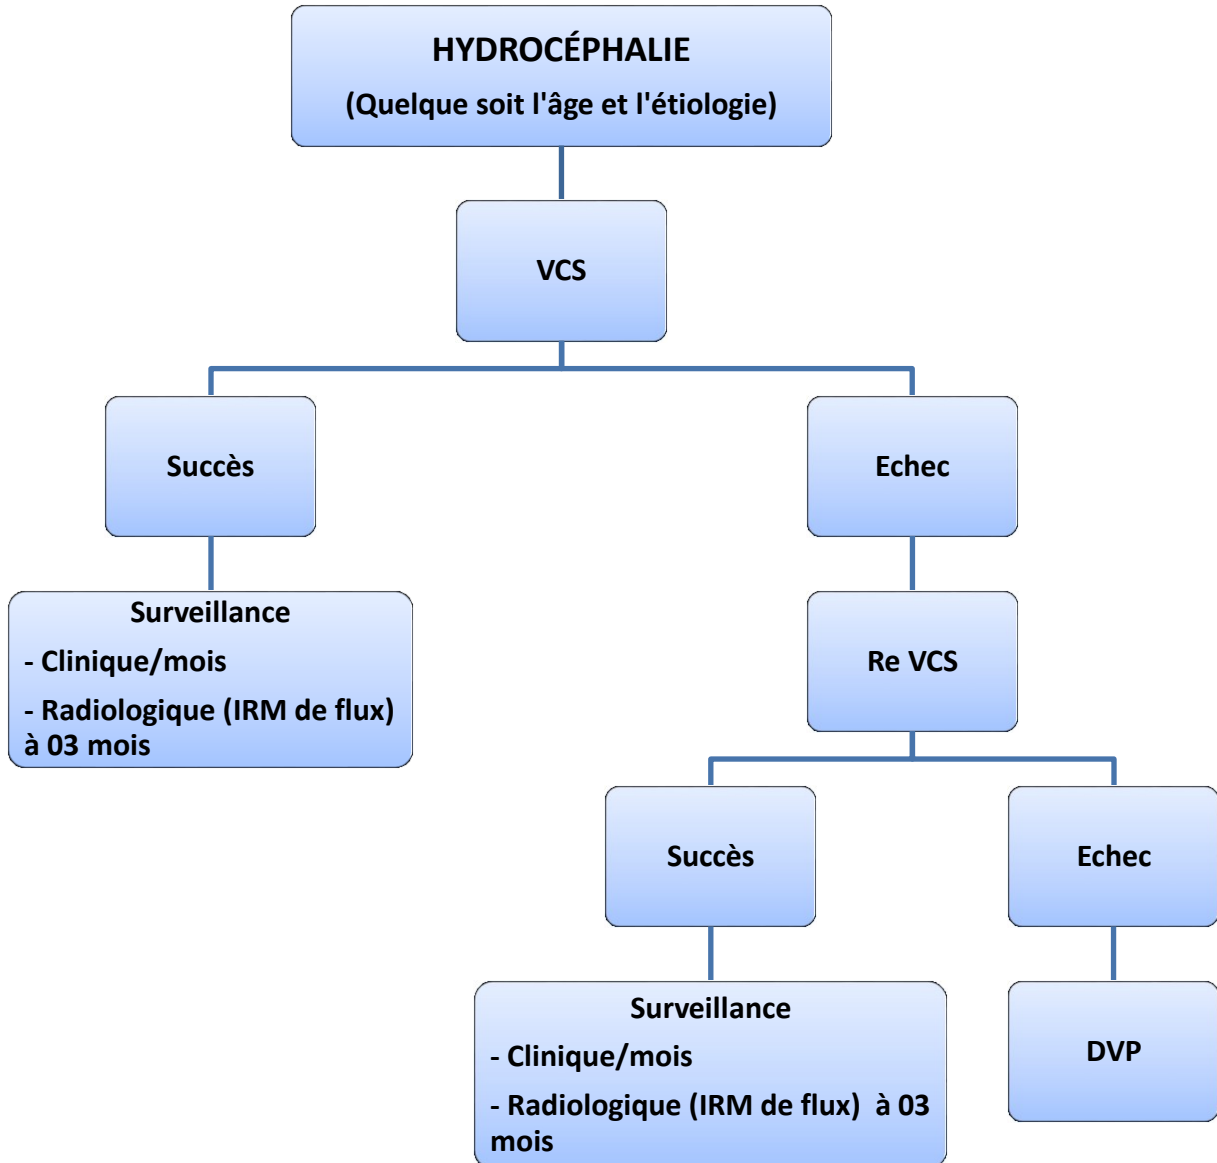 HYDROCÉPHALIE
(Quelque soit l'âge et l'étiologie)
VCS
Succès
Echec
Surveillance
- Clinique/mois
- Radiologique (IRM de flux)
à 03 mois
Re VCS
Succès
Echec
Surveillance
- Clinique/mois
- Radiologique (IRM de flux) à 03
mois
DVP